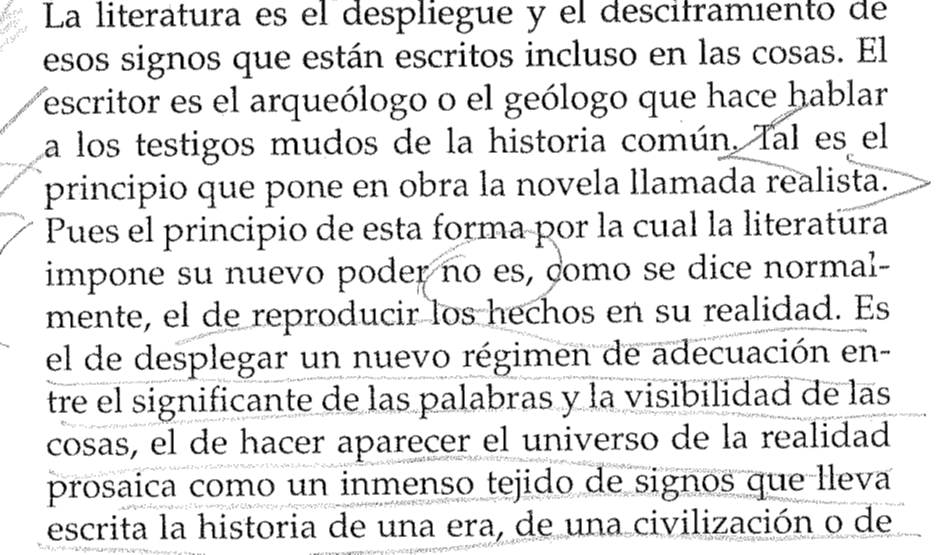 La literatura es el despliegue y el desciframiento de
esos signos que están escritos incluso en las cosas. El
escritor es el arqueólogo o el geólogo que hace hablar
a los testigos mudos de la historia común. Tal es el
principio que pone en obra la novela llamada realista.
Pues el principio de esta forma por la cual la literatura
impone su nuevo poder no es, como se dice normal-
mente, el de reproducir los hechos en su realidad. Es
el de desplegar un nuevo régimen de adecuación en-
tre el significante de las palabras y la visibilidad de las
cosas, el de hacer aparecer el universo de la realidad
prosaica como un inmenso tejido de signos que lleva
escrita la historia de una era, de una civilización o de